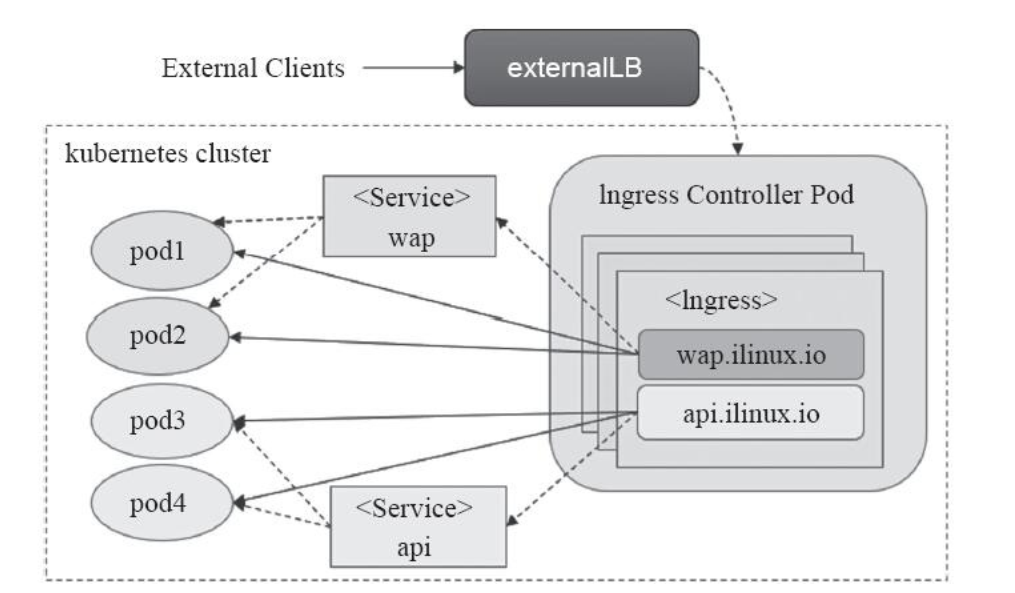 External Clients
externalLB
kubernetes cluster
lngress Controller Pod
<Service>
wap
pod1
<lngress>
pod2
wap.ilinux.io
pod3
api.ilinux.io
pod4
<Service>
api